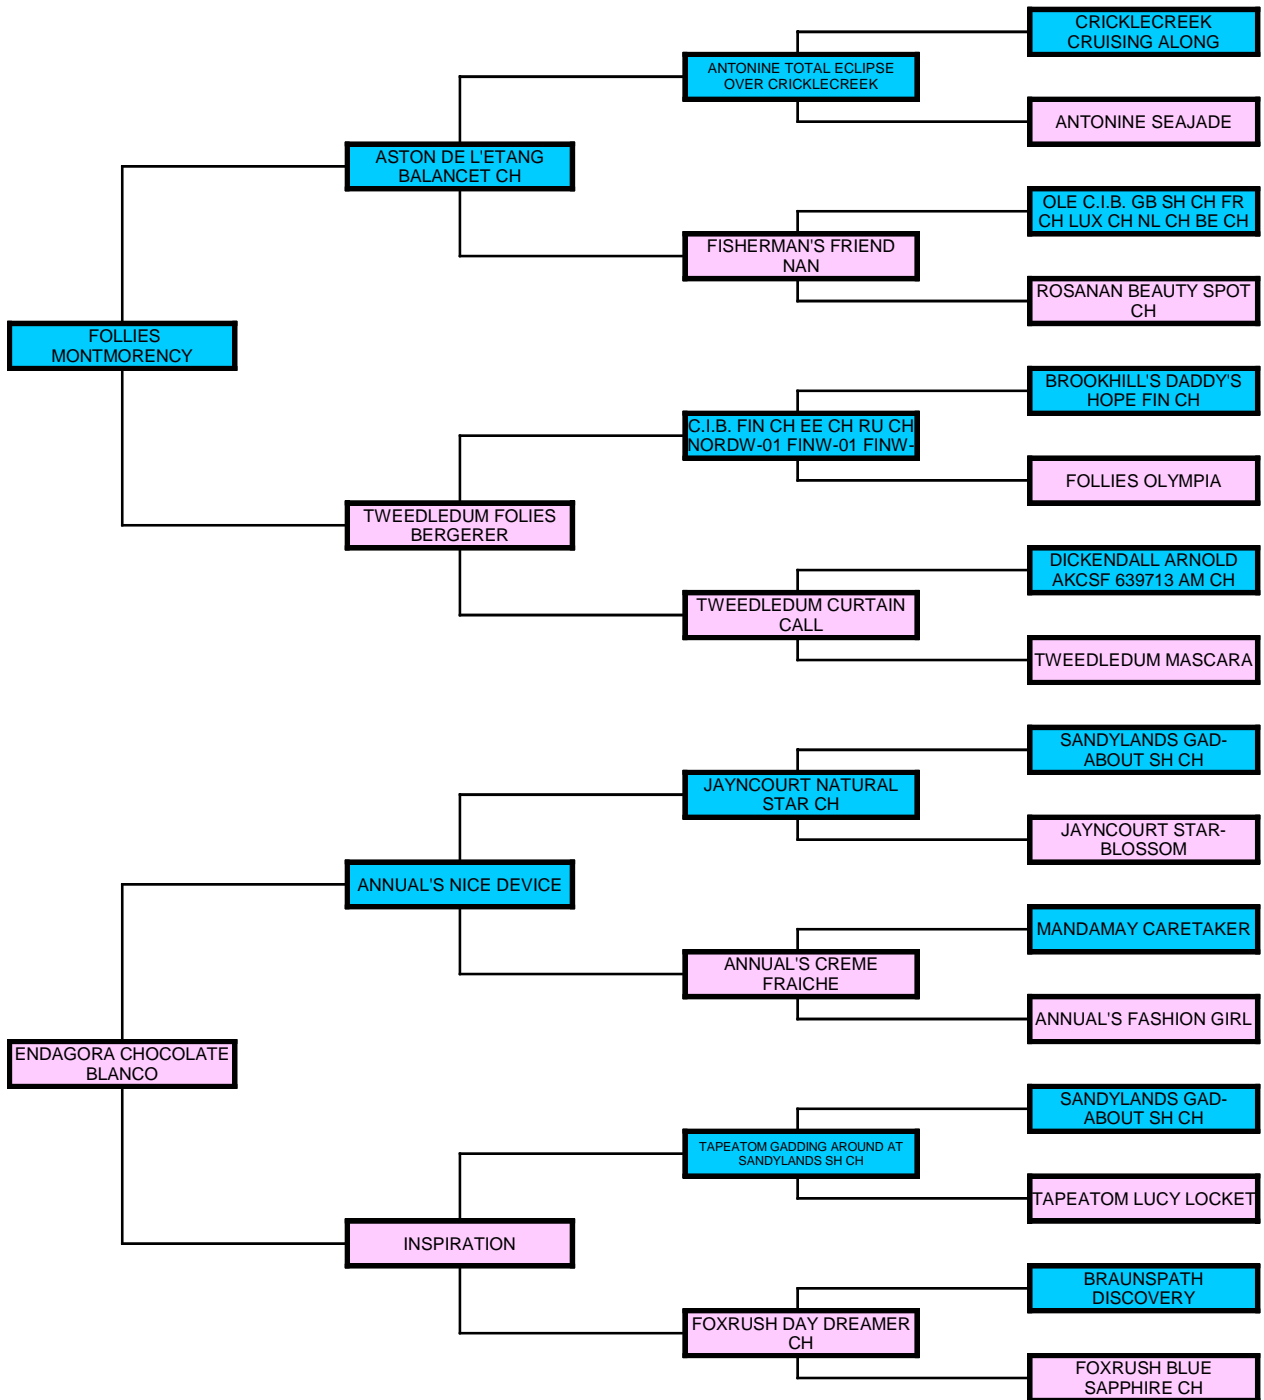 CRICKLECREEK
CRUISING ALONG
ANTONINE TOTAL ECLIPSE
OVER CRICKLECREEK
ANTONINE SEAJADE
ASTON DE L'ETANG
BALANCET CH
OLE C.I.B. GB SH CH FR
CH LUX CH NL CH BE CH
FISHERMAN'S FRIEND
NAN
ROSANAN BEAUTY SPOT
CH
FOLLIES
MONTMORENCY
BROOKHILL'S DADDY'S
HOPE FIN CH
C.I.B. FIN CH EE CH RU CH
NORDW-01 FINW-01 FINW-
FOLLIES OLYMPIA
TWEEDLEDUM FOLIES
BERGERER
DICKENDALL ARNOLD
AKCSF 639713 AM CH
TWEEDLEDUM CURTAIN
CALL
TWEEDLEDUM MASCARA
SANDYLANDS GAD-
ABOUT SH CH
JAYNCOURT NATURAL
STAR CH
JAYNCOURT STAR-
BLOSSOM
ANNUAL'S NICE DEVICE
MANDAMAY CARETAKER
ANNUAL'S CREME
FRAICHE
ANNUAL'S FASHION GIRL
ENDAGORA CHOCOLATE
BLANCO
SANDYLANDS GAD-
ABOUT SH CH
TAPEATOM GADDING AROUND AT
SANDYLANDS SH CH
TAPEATOM LUCY LOCKET
INSPIRATION
BRAUNSPATH
DISCOVERY
FOXRUSH DAY DREAMER
CH
FOXRUSH BLUE
SAPPHIRE CH